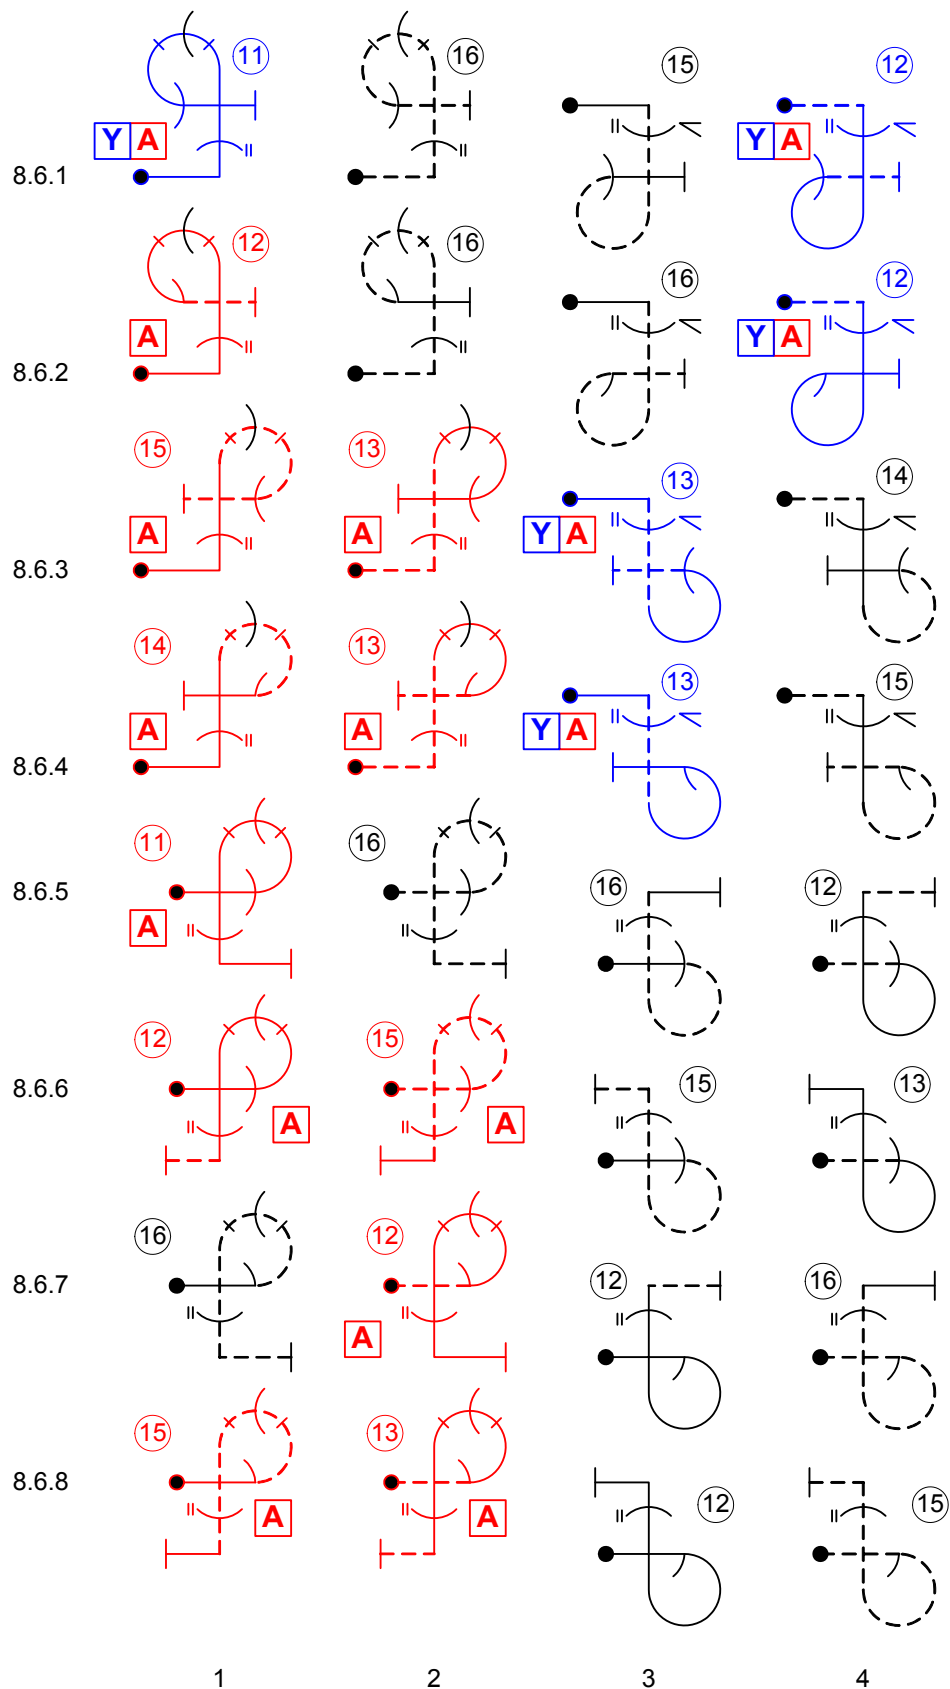 11 16 15 12
Y A Y A
8.6.1
12 16 16 12
A Y A
8.6.2
15 13 13 14
A A Y A
8.6.3
14 13 13 15
A A Y A
8.6.4
11 16 16 12
8.6.5
A
12 15 15 13
8.6.6
A A
16 12 12 16
8.6.7
A
15 13 12 15
8.6.8
A A
1 2 3 4